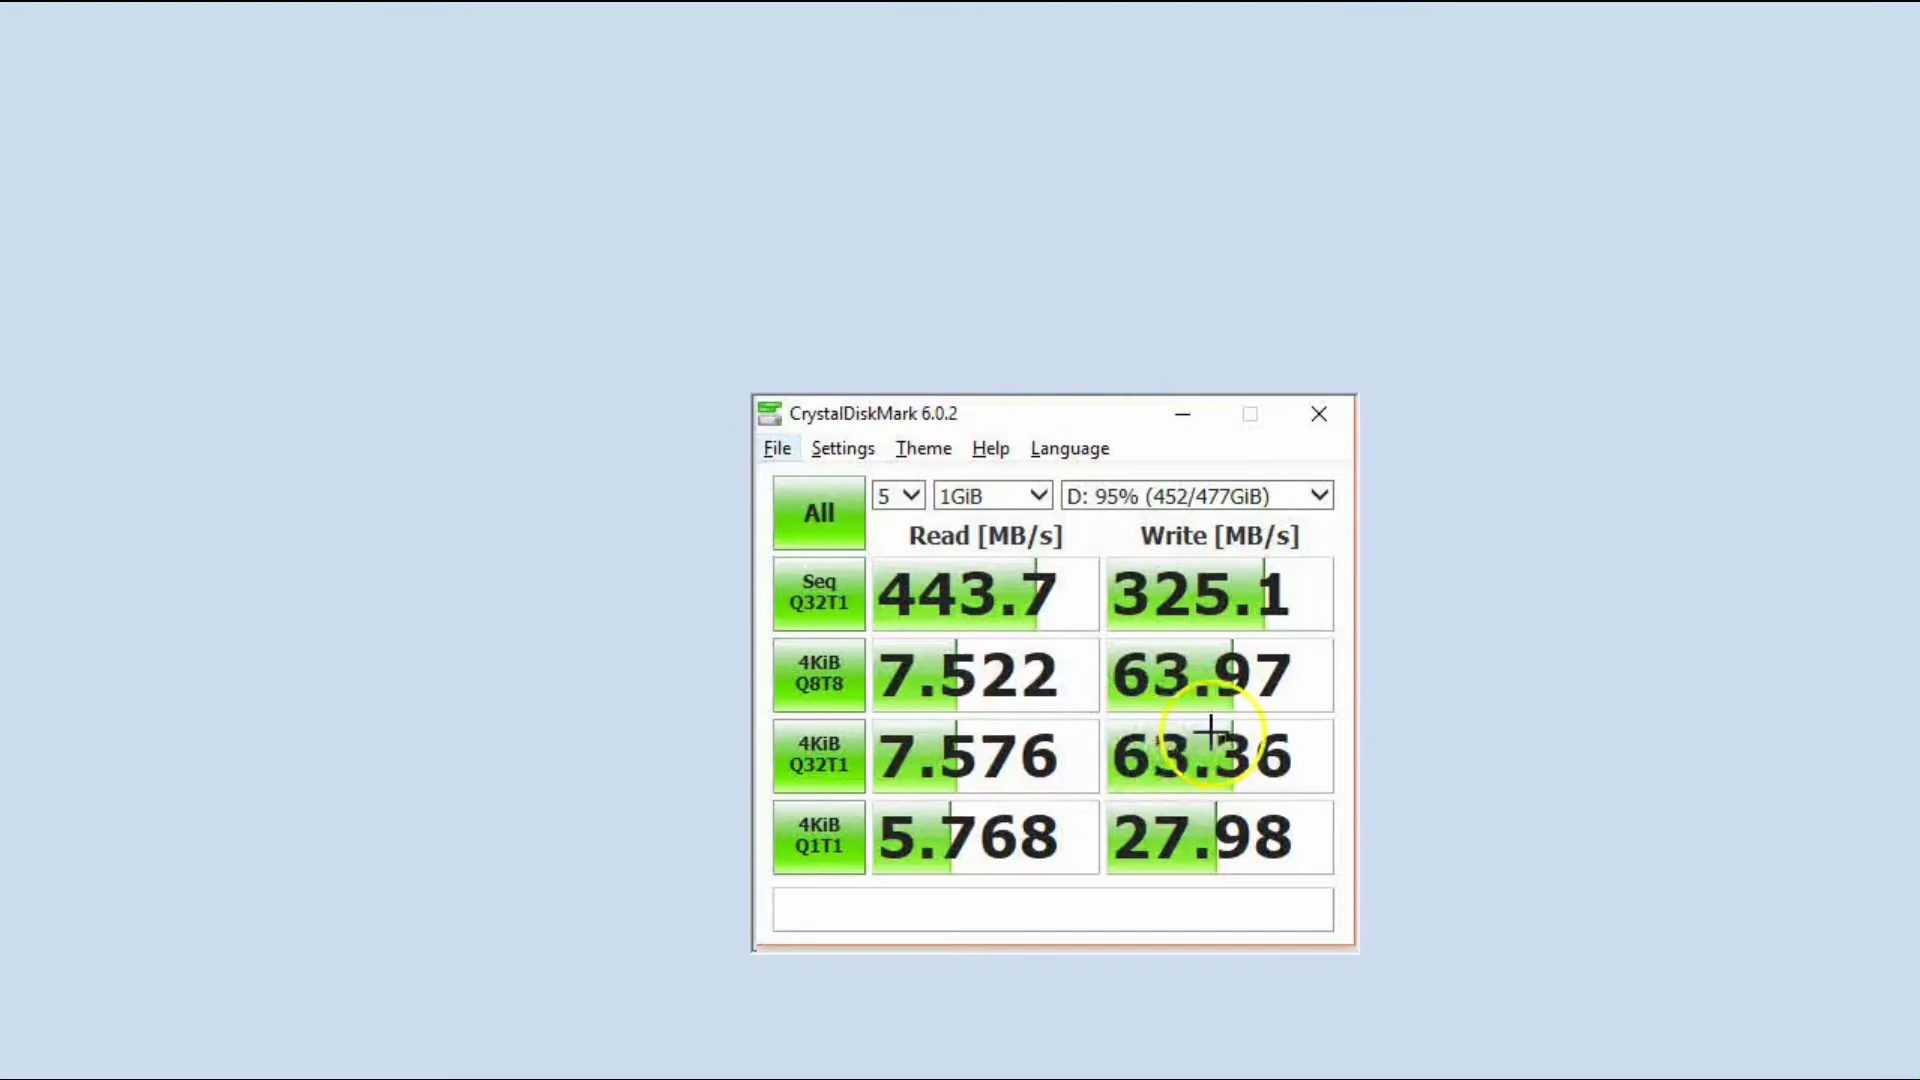 CrystalDiskMark 6.0.2
File Settings Theme Help Language
All 5 1GiB D: 95% (452/477GiB)
Read [MB/s] Write [MB/s]
Seq
Q32T1 443.7 325.1
4KiB
Q8T8 7.522 63.97
4KiB
Q32T1 7.576 63.36
4KiB
Q1T1 5.768 27.98